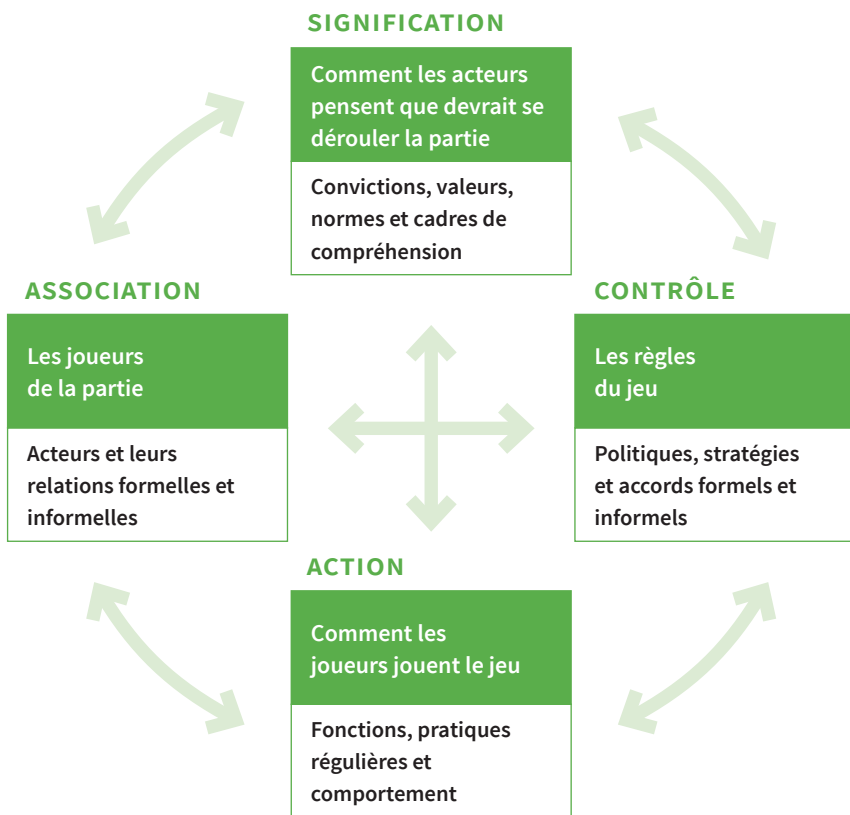 SIGNIFICATION
Comment les acteurs
pensent que devrait se
dérouler la partie
Convictions, valeurs,
normes et cadres de
compréhension
ASSOCIATION
Les joueurs
de la partie
Acteurs et leurs
relations formelles et
informelles
CONTRÔLE
Les règles
du jeu
Politiques, stratégies
et accords formels et
informels
ACTION
Comment les
joueurs jouent le jeu
Fonctions, pratiques
régulières et
comportement